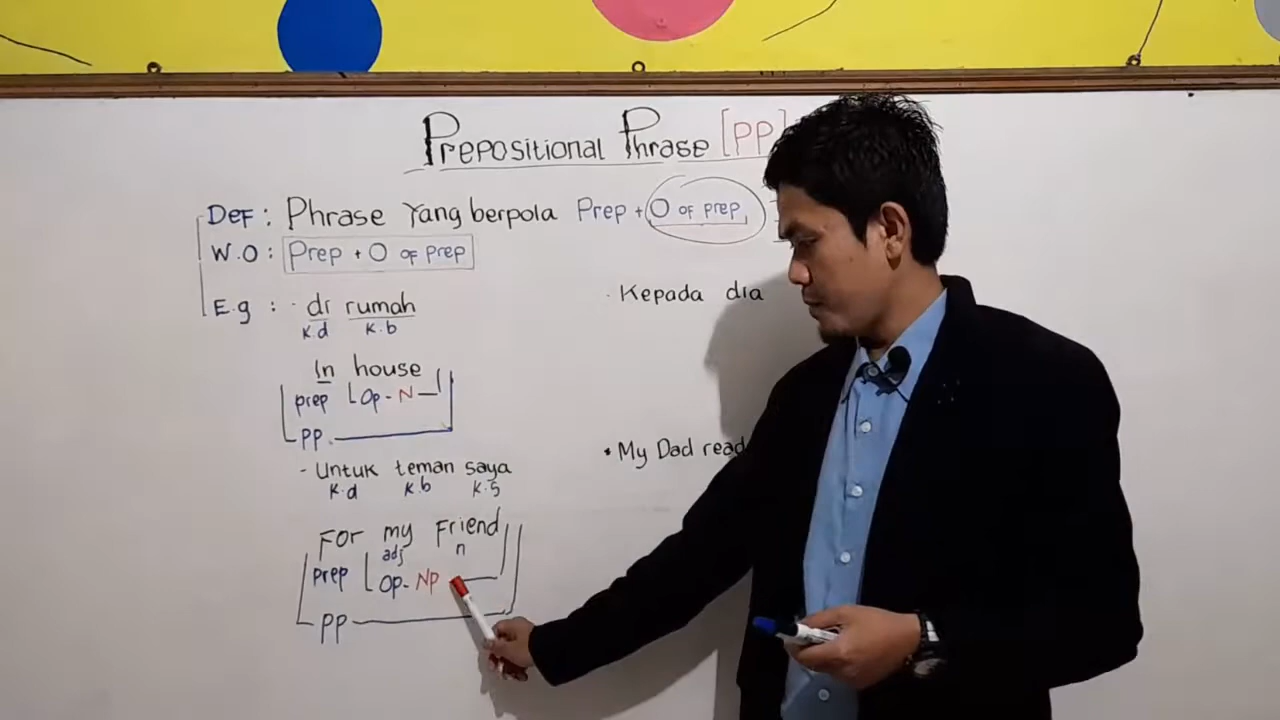 Prepositional Phrase [PP]
Def : Phrase Yang berpola Prep + O of prep
W.O : Prep + O of prep
E.g : · di rumah
k.d k.b
In house
prep Op - N
PP
- Untuk teman saya
k.d k.b k.s
For my Friend
adj n
prep Op - Np
PP
· Kepada dia
• My Dad read